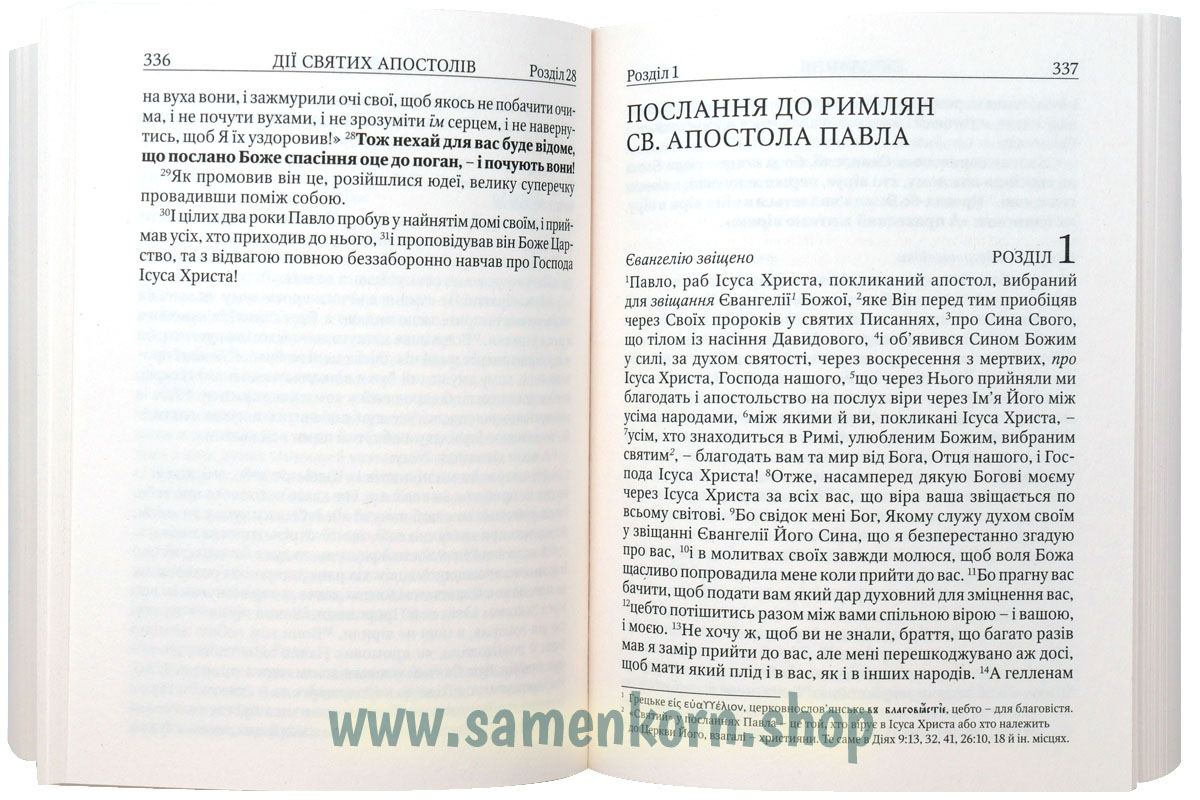 336
ДІЇ СВЯТИХ АПОСТОЛІВ
Розділ 28
на вуха вони, і зажмурили очі свої, щоб якось не побачити очи-
ма, і не почути вухами, і не зрозуміти їм серцем, і не наверну-
тись, щоб Я їх уздоровив!» 28Тож нехай для вас буде відоме,
що послано Боже спасіння оце до поган, – і почують вони!
29Як промовив він це, розійшлися юдеї, велику суперечку
провадивши поміж собою.
30І цілих два роки Павло пробув у найнятім домі своїм, і прий-
мав усіх, хто приходив до нього, 31і проповідував він Боже Цар-
ство, та з відвагою повною беззаборонно навчав про Господа
Ісуса Христа!
Розділ 1
337
ПОСЛАННЯ ДО РИМЛЯН
СВ. АПОСТОЛА ПАВЛА
Євангелію звіщено
РОЗДІЛ 1
1Павло, раб Ісуса Христа, покликаний апостол, вибраний
для звіщання Євангелії1 Божої, 2яке Він перед тим приобіцяв
через Своїх пророків у святих Писаннях, 3про Сина Свого,
що тілом із насіння Давидового, 4і об’явився Сином Божим
у силі, за духом святості, через воскресення з мертвих, про
Ісуса Христа, Господа нашого, 5що через Нього прийняли ми
благодать і апостольство на послух віри через Ім’я Його між
усіма народами, 6між якими й ви, покликані Ісуса Христа, –
7усім, хто знаходиться в Римі, улюбленим Божим, вибраним
святим2, – благодать вам та мир від Бога, Отця нашого, і Гос-
пода Ісуса Христа! 8Отже, насамперед дякую Богові моєму
через Ісуса Христа за всіх вас, що віра ваша звіщається по
всьому світові. 9Бо свідок мені Бог, Якому служу духом своїм
у звіщанні Євангелії Його Сина, що я безперестанно згадую
про вас, 10і в молитвах своїх завжди молюся, щоб воля Божа
щасливо попровадила мене коли прийти до вас. 11Бо прагну вас
бачити, щоб подати вам який дар духовний для зміцнення вас,
12цебто потішитись разом між вами спільною вірою – і вашою,
і моєю. 13Не хочу ж, щоб ви не знали, браття, що багато разів
мав я замір прийти до вас, але мені перешкоджувано аж досі,
щоб мати який плід і в вас, як і в інших народів. 14А гелленам
1 Грецьке εἰς εὐαγγέλιον, церковнослов’янське въ благовѣстіе, цебто – для благовістя.
2 «Святий» у посланнях Павла – це той, хто вірує в Ісуса Христа або хто належить
до Церкви Його, взагалі – християни. Те саме в Діях 9:13, 32, 41, 26:10, 18 й ін. місцях.
www.samenkorn.shop